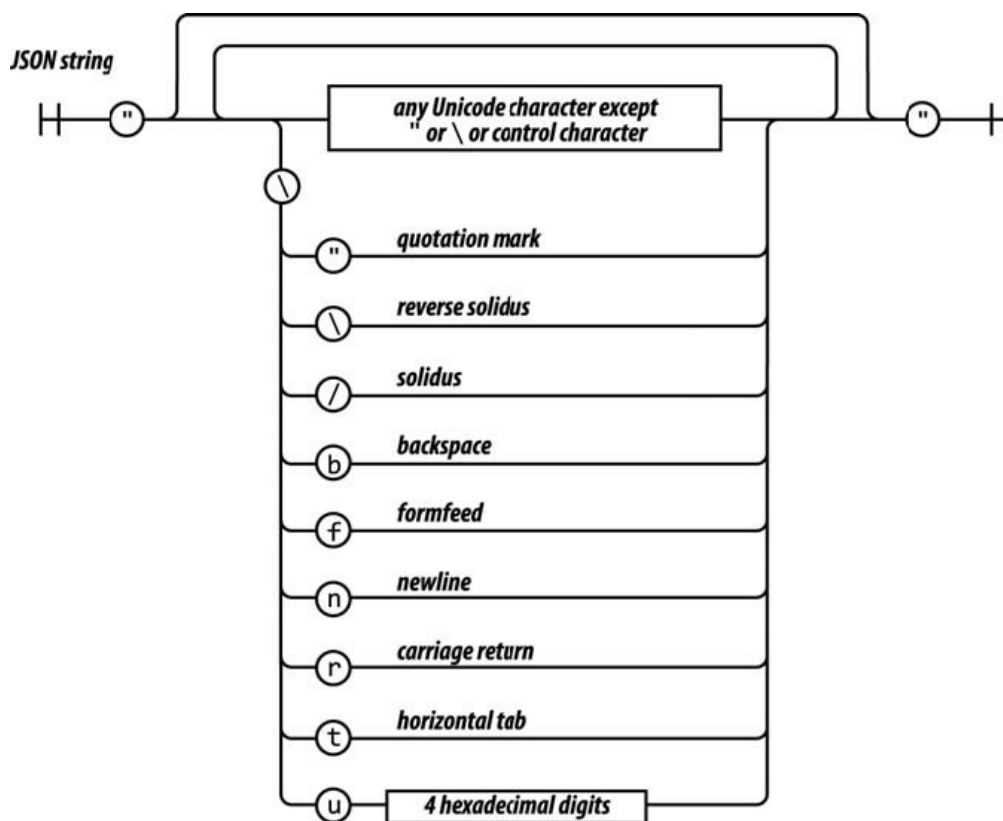 JSON string
"
any Unicode character except
" or \ or control character
"
\
" quotation mark
\ reverse solidus
/ solidus
b backspace
f formfeed
n newline
r carriage return
t horizontal tab
u 4 hexadecimal digits